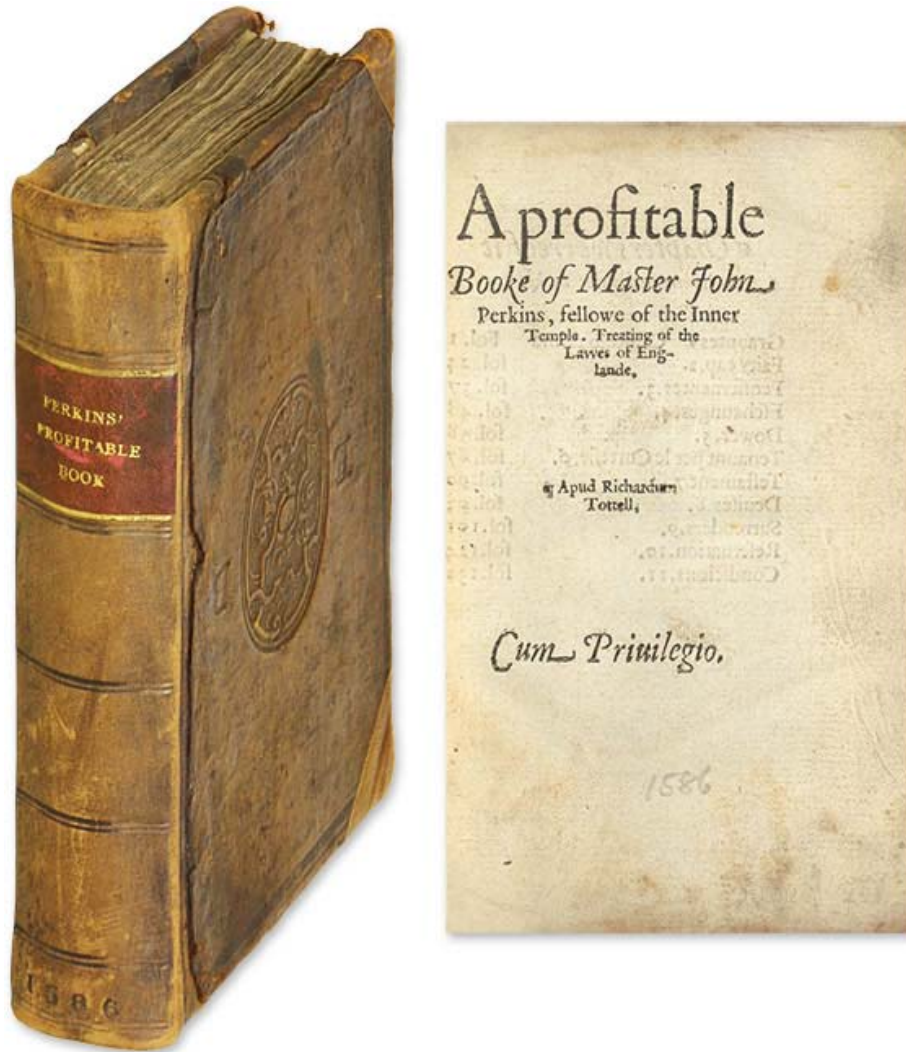 PERKINS'
PROFITABLE
BOOK
1586
A profitable
Booke of Master John
Perkins, fellowe of the Inner
Temple. Treating of the
Lavves of Eng-
lande.
Apud Richardum
Tottell,
Cum Priuilegio.
1586